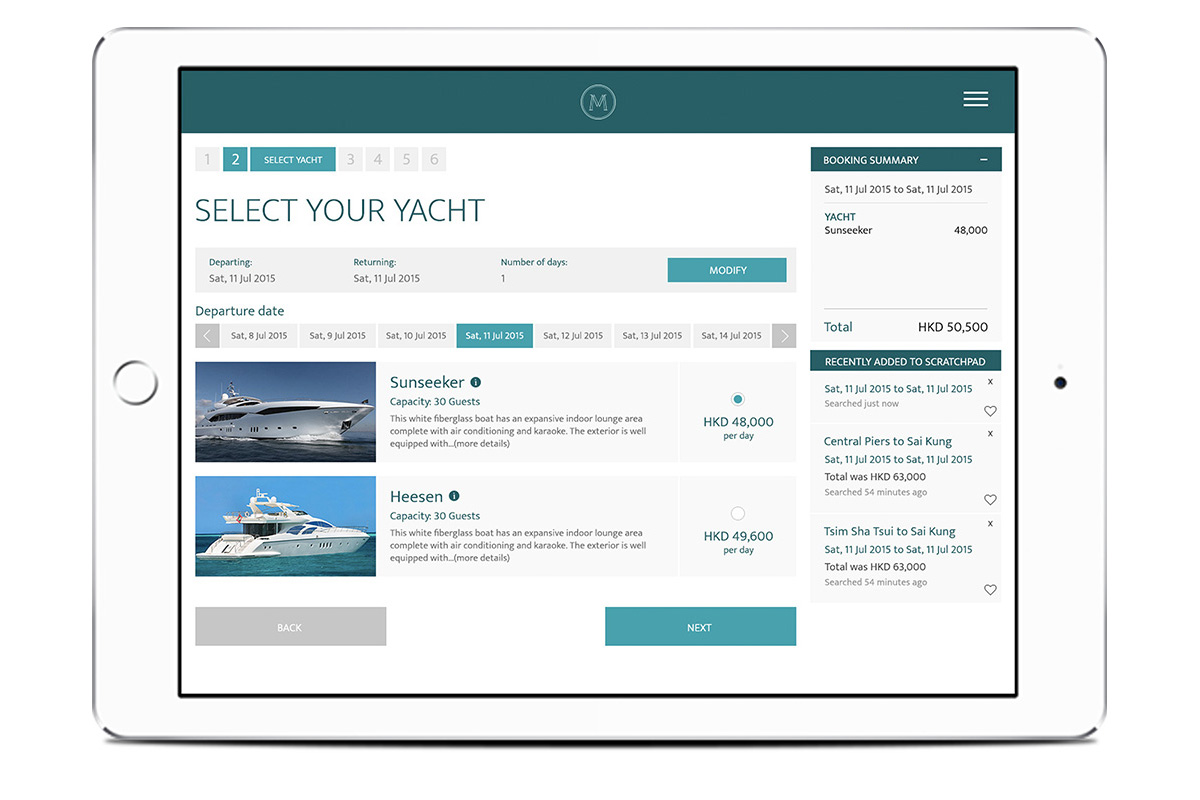 M
1 2 SELECT YACHT 3 4 5 6
SELECT YOUR YACHT
Departing:
Sat, 11 Jul 2015
Returning:
Sat, 11 Jul 2015
Number of days:
1
MODIFY
Departure date
Sat, 8 Jul 2015 Sat, 9 Jul 2015 Sat, 10 Jul 2015 Sat, 11 Jul 2015 Sat, 12 Jul 2015 Sat, 13 Jul 2015 Sat, 14 Jul 2015
Sunseeker i
Capacity: 30 Guests
This white fiberglass boat has an expansive indoor lounge area
complete with air conditioning and karaoke. The exterior is well
equipped with...(more details)
HKD 48,000
per day
Heesen i
Capacity: 30 Guests
This white fiberglass boat has an expansive indoor lounge area
complete with air conditioning and karaoke. The exterior is well
equipped with...(more details)
HKD 49,600
per day
BACK
NEXT
BOOKING SUMMARY –
Sat, 11 Jul 2015 to Sat, 11 Jul 2015
YACHT
Sunseeker 48,000
Total HKD 50,500
RECENTLY ADDED TO SCRATCHPAD
Sat, 11 Jul 2015 to Sat, 11 Jul 2015 x
Searched just now
Central Piers to Sai Kung x
Sat, 11 Jul 2015 to Sat, 11 Jul 2015
Total was HKD 63,000
Searched 54 minutes ago
Tsim Sha Tsui to Sai Kung x
Sat, 11 Jul 2015 to Sat, 11 Jul 2015
Total was HKD 63,000
Searched 54 minutes ago